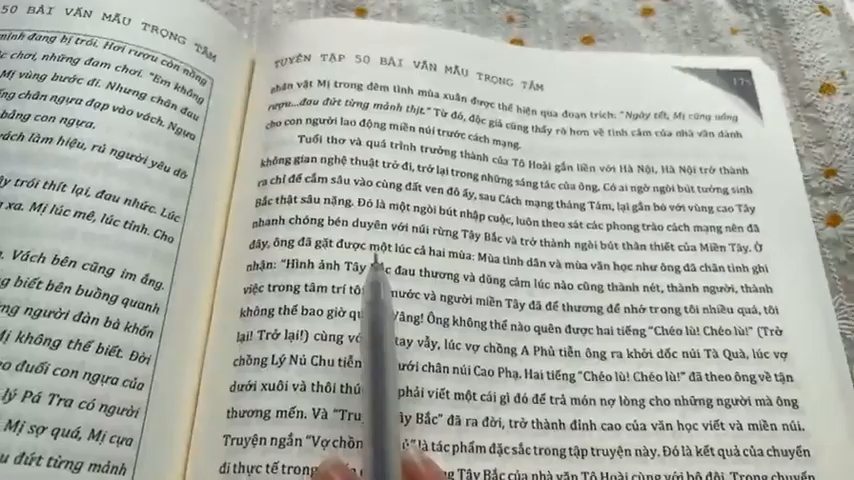 50 BÀI VĂN MẪU TRỌNG TÂM
mình đang bị trói. Hơi rượu còn nồng
chơi, những đám chơi. "Em không
Mị vùng bước đi. Nhưng chân đau
ng chân ngựa đạp vào vách. Ngựa
bằng con ngựa.
vách làm hiệu, rủ người yêu dỡ
ây trói thít lại, đau nhức. Lúc
xa. Mị lúc mê, lúc tỉnh. Cho
. Vách bên cũng im ắng.
g biết bên buồng quanh
ng người đàn bà khốn
Mị không thể biết. Đời
o đuổi con ngựa của
lý Pá Tra có người
Mị sợ quá, Mị cựa
u đứt từng mảnh
TUYỂN TẬP 50 BÀI VĂN MẪU TRỌNG TÂM
175
nhân vật Mị trong đêm tình mùa xuân được thể hiện qua đoạn trích: "Ngày tết, Mị cũng uống
rượu...đau đứt từng mảnh thịt." Từ đó, độc giả cũng thấy rõ hơn về tình cảm của nhà văn dành
cho con người lao động miền núi trước cách mạng.
Tuổi thơ và quá trình trưởng thành của Tô Hoài gắn liền với Hà Nội, Hà Nội trở thành
không gian nghệ thuật trở đi, trở lại trong những sáng tác của ông. Có ai ngờ ngòi bút tưởng sinh
ra chỉ để cắm sâu vào cùng đất ven đô ấy, sau Cách mạng tháng Tám, lại gắn bó với vùng cao Tây
Bắc thật sâu nặng. Đó là một ngòi bút nhập cuộc, luôn theo sát các phong trào cách mạng nên đã
nhanh chóng bén duyên với núi rừng Tây Bắc và trở thành ngòi bút thân thiết của Miền Tây. Ở
đây, ông đã gặt được một lúc cả hai mùa: Mùa tình dân và mùa văn học như ông đã chân tình ghi
nhận: "Hình ảnh Tây ắc đau thương và dũng cảm lúc nào cũng thành nét, thành người, thành
việc trong tâm trí tôi nước và người miền Tây đã để thương để nhớ trong tôi nhiều quá, tôi
không thể bao giờ qu Vâng! Ông không thể nào quên được hai tiếng "Chéo lù! Chéo lù!" (Trở
lại! Trở lại!) cùng vớ tay vẫy, lúc vợ chồng A Phủ tiễn ông ra khỏi dốc núi Tà Quà, lúc vợ
chồng Lý Nủ Chu tiễn ưới chân núi Cao Phạ. Hai tiếng "Chéo lù! Chéo lù!" đã theo ông về tận
dưới xuôi và thôi thú phải viết một cái gì đó để trả món nợ lòng cho những người mà ông
thương mến. Và "Tru ây Bắc" đã ra đời, trở thành đỉnh cao của văn học viết và miền núi.
Truyện ngắn "Vợ chồn ủ" là tác phẩm đặc sắc trong tập truyện này. Đó là kết quả của chuyến
đi thực tế trong ng Tây Bắc của nhà văn Tô Hoài cùng với bộ đội. Trong chuyến